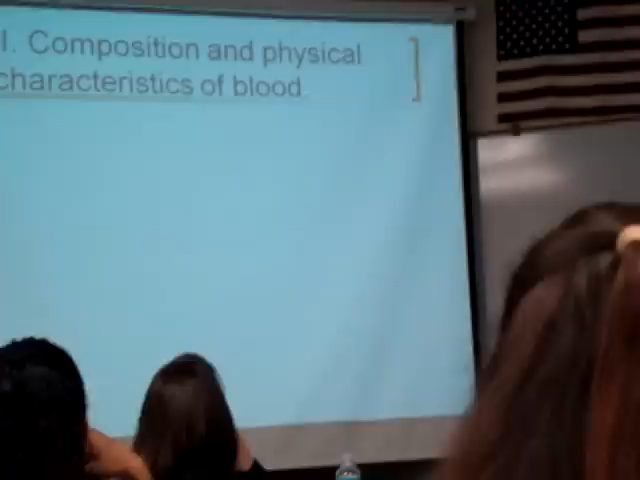 I. Composition and physical
characteristics of blood